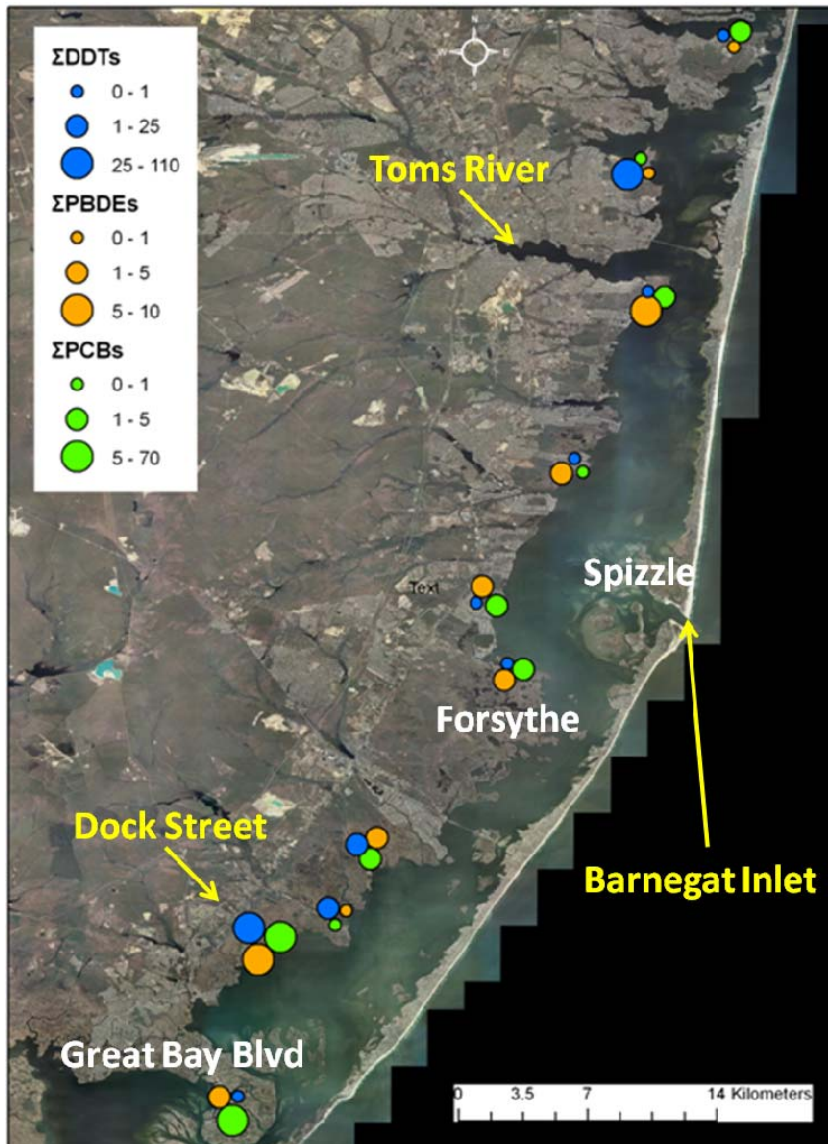 N
W E
S
ΣDDTs
0 - 1
1 - 25
25 - 110
ΣPBDEs
0 - 1
1 - 5
5 - 10
ΣPCBs
0 - 1
1 - 5
5 - 70
Toms River
Spizzle
Text
Forsythe
Dock Street
Barnegat Inlet
Great Bay Blvd
0 3.5 7 14 Kilometers